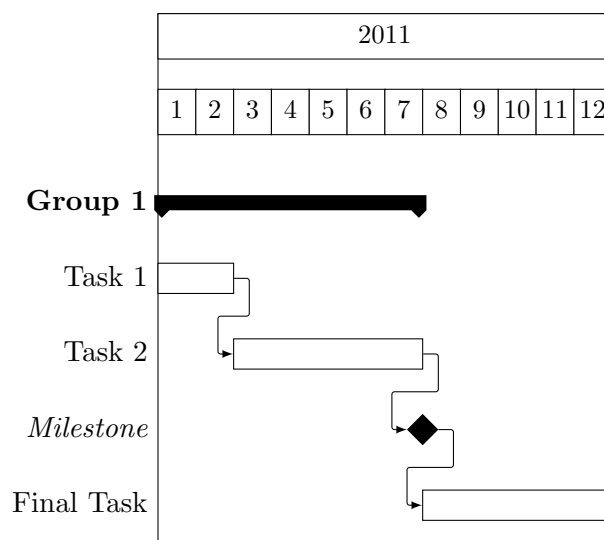 2011
1 2 3 4 5 6 7 8 9 10 11 12
Group 1
Task 1
Task 2
Milestone
Final Task